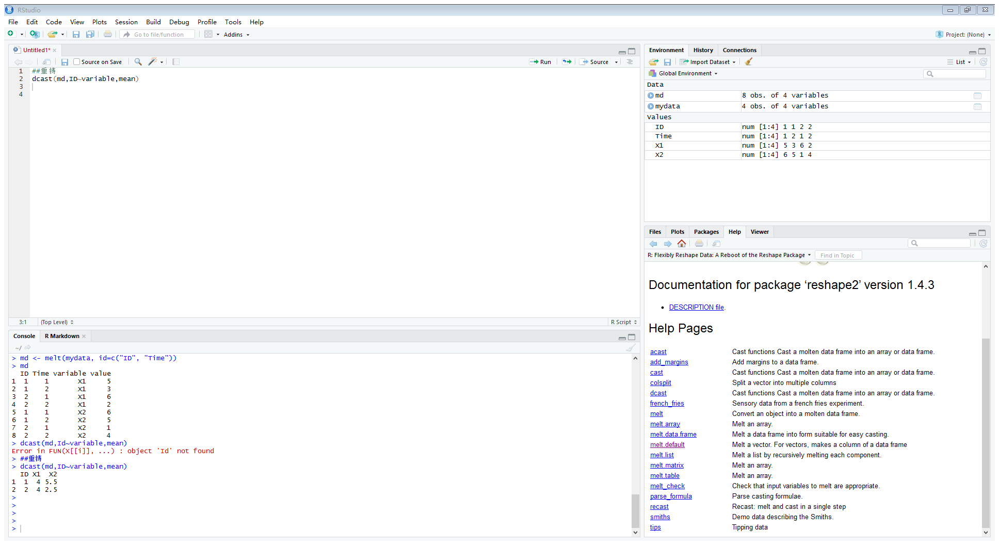 RStudio
File Edit Code View Plots Session Build Debug Profile Tools Help
Go to file/function Addins Project: (None)
Untitled1*
Source on Save Run Source
1 ##重铸
2 dcast(md,ID~variable,mean)
3
4
3:1 (Top Level) R Script
Console R Markdown
~/
> md <- melt(mydata, id=c("ID", "Time"))
> md
ID Time variable value
1 1 1 X1 5
2 1 2 X1 3
3 2 1 X1 6
4 2 2 X1 2
5 1 1 X2 6
6 1 2 X2 5
7 2 1 X2 1
8 2 2 X2 4
> dcast(md,Id~variable,mean)
Error in FUN(X[[i]], ...) : object 'Id' not found
> ##重铸
> dcast(md,ID~variable,mean)
ID X1 X2
1 1 4 5.5
2 2 4 2.5
>
>
>
>
>
Environment History Connections
Import Dataset List
Global Environment
Data
md 8 obs. of 4 variables
mydata 4 obs. of 4 variables
Values
ID num [1:4] 1 1 2 2
Time num [1:4] 1 2 1 2
X1 num [1:4] 5 3 6 2
X2 num [1:4] 6 5 1 4
Files Plots Packages Help Viewer
R: Flexibly Reshape Data: A Reboot of the Reshape Package Find in Topic
Documentation for package ‘reshape2’ version 1.4.3
• DESCRIPTION file.
Help Pages
acast Cast functions Cast a molten data frame into an array or data frame.
add_margins Add margins to a data frame.
cast Cast functions Cast a molten data frame into an array or data frame.
colsplit Split a vector into multiple columns
dcast Cast functions Cast a molten data frame into an array or data frame.
french_fries Sensory data from a french fries experiment.
melt Convert an object into a molten data frame.
melt.array Melt an array.
melt.data.frame Melt a data frame into form suitable for easy casting.
melt.default Melt a vector. For vectors, makes a column of a data frame
melt.list Melt a list by recursively melting each component.
melt.matrix Melt an array.
melt.table Melt an array.
melt_check Check that input variables to melt are appropriate.
parse_formula Parse casting formulae.
recast Recast: melt and cast in a single step
smiths Demo data describing the Smiths.
tips Tipping data